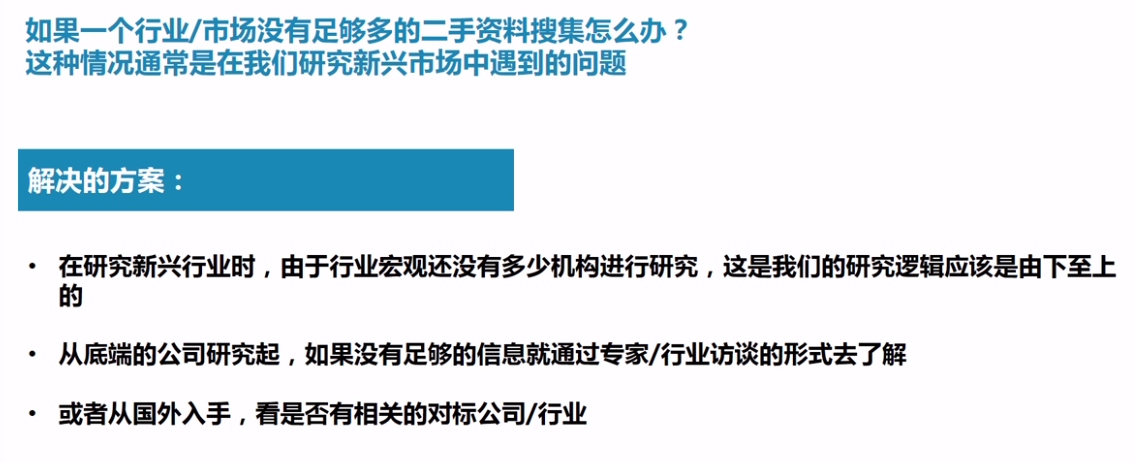 如果一个行业/市场没有足够多的二手资料搜集怎么办？
这种情况通常是在我们研究新兴市场中遇到的问题
解决的方案：
• 在研究新兴行业时，由于行业宏观还没有多少机构进行研究，这是我们的研究逻辑应该是由下至上
的
• 从底端的公司研究起，如果没有足够的信息就通过专家/行业访谈的形式去了解
• 或者从国外入手，看是否有相关的对标公司/行业